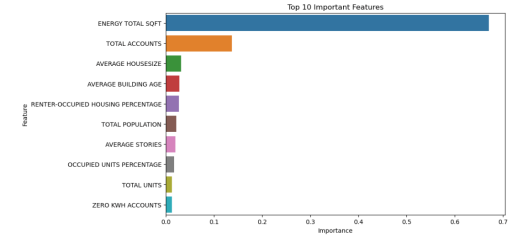 Top 10 Important Features
ENERGY TOTAL SQFT
TOTAL ACCOUNTS
AVERAGE HOUSESIZE
AVERAGE BUILDING AGE
RENTER-OCCUPIED HOUSING PERCENTAGE
TOTAL POPULATION
AVERAGE STORIES
OCCUPIED UNITS PERCENTAGE
TOTAL UNITS
ZERO KWH ACCOUNTS
Feature
0.0 0.1 0.2 0.3 0.4 0.5 0.6 0.7
Importance